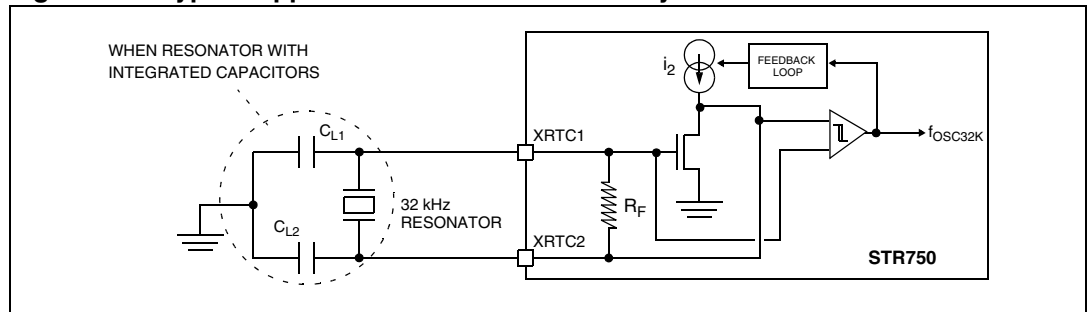 WHEN RESONATOR WITH
INTEGRATED CAPACITORS
CL1
CL2
32 kHz
RESONATOR
XRTC1
XRTC2
RF
i2
FEEDBACK
LOOP
fOSC32K
STR750